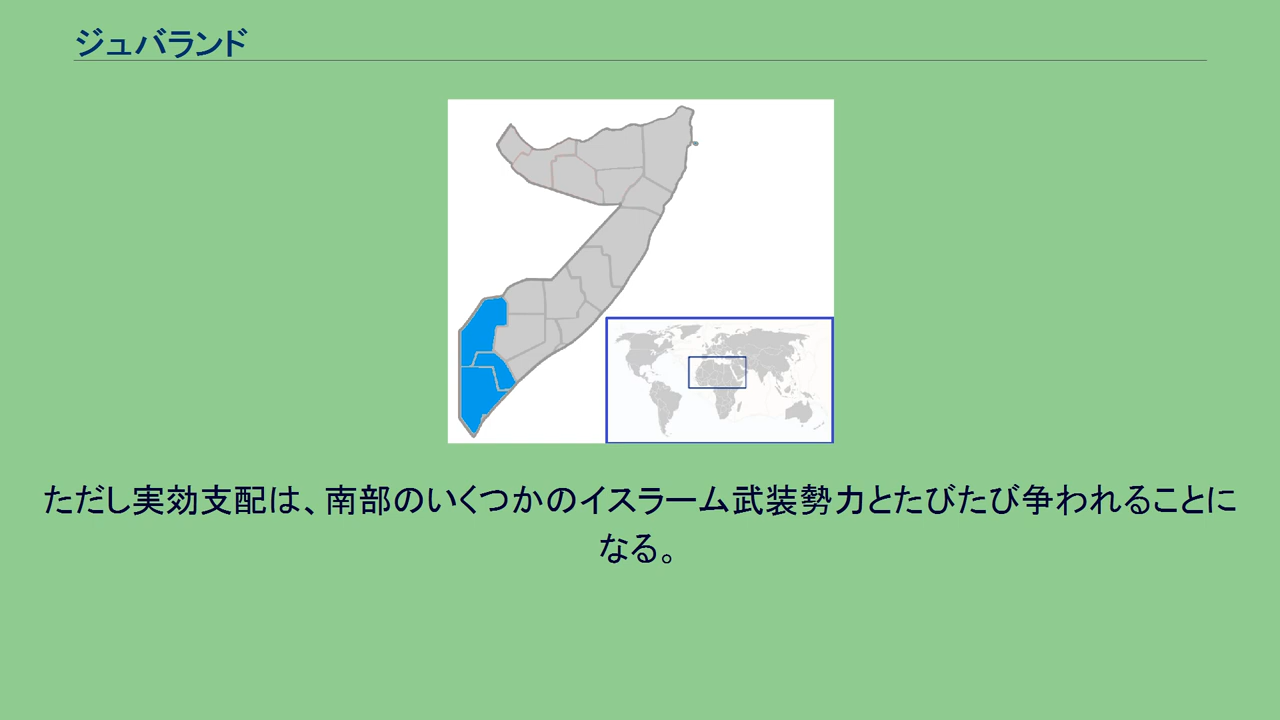 ジュバランド
ただし実効支配は、南部のいくつかのイスラーム武装勢力とたびたび争われることに
なる。